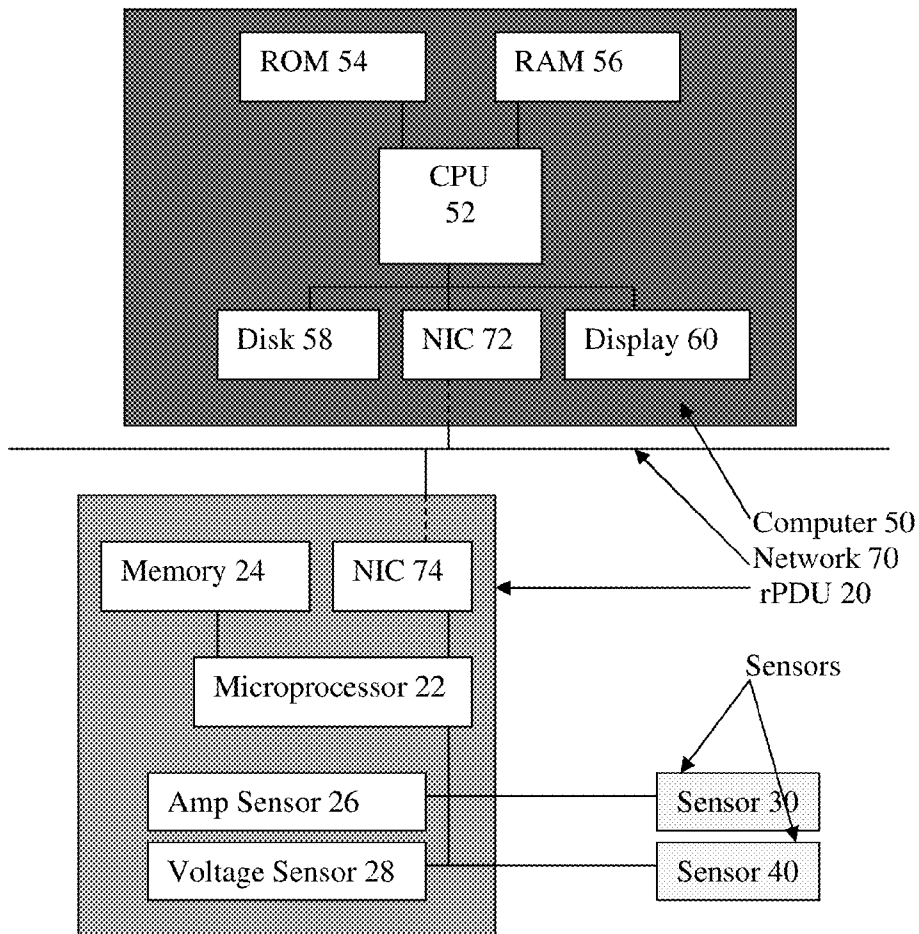 ROM 54
RAM 56
CPU
52
Disk 58
NIC 72
Display 60
Computer 50
Network 70
rPDU 20
Memory 24
NIC 74
Microprocessor 22
Sensors
Amp Sensor 26
Sensor 30
Voltage Sensor 28
Sensor 40